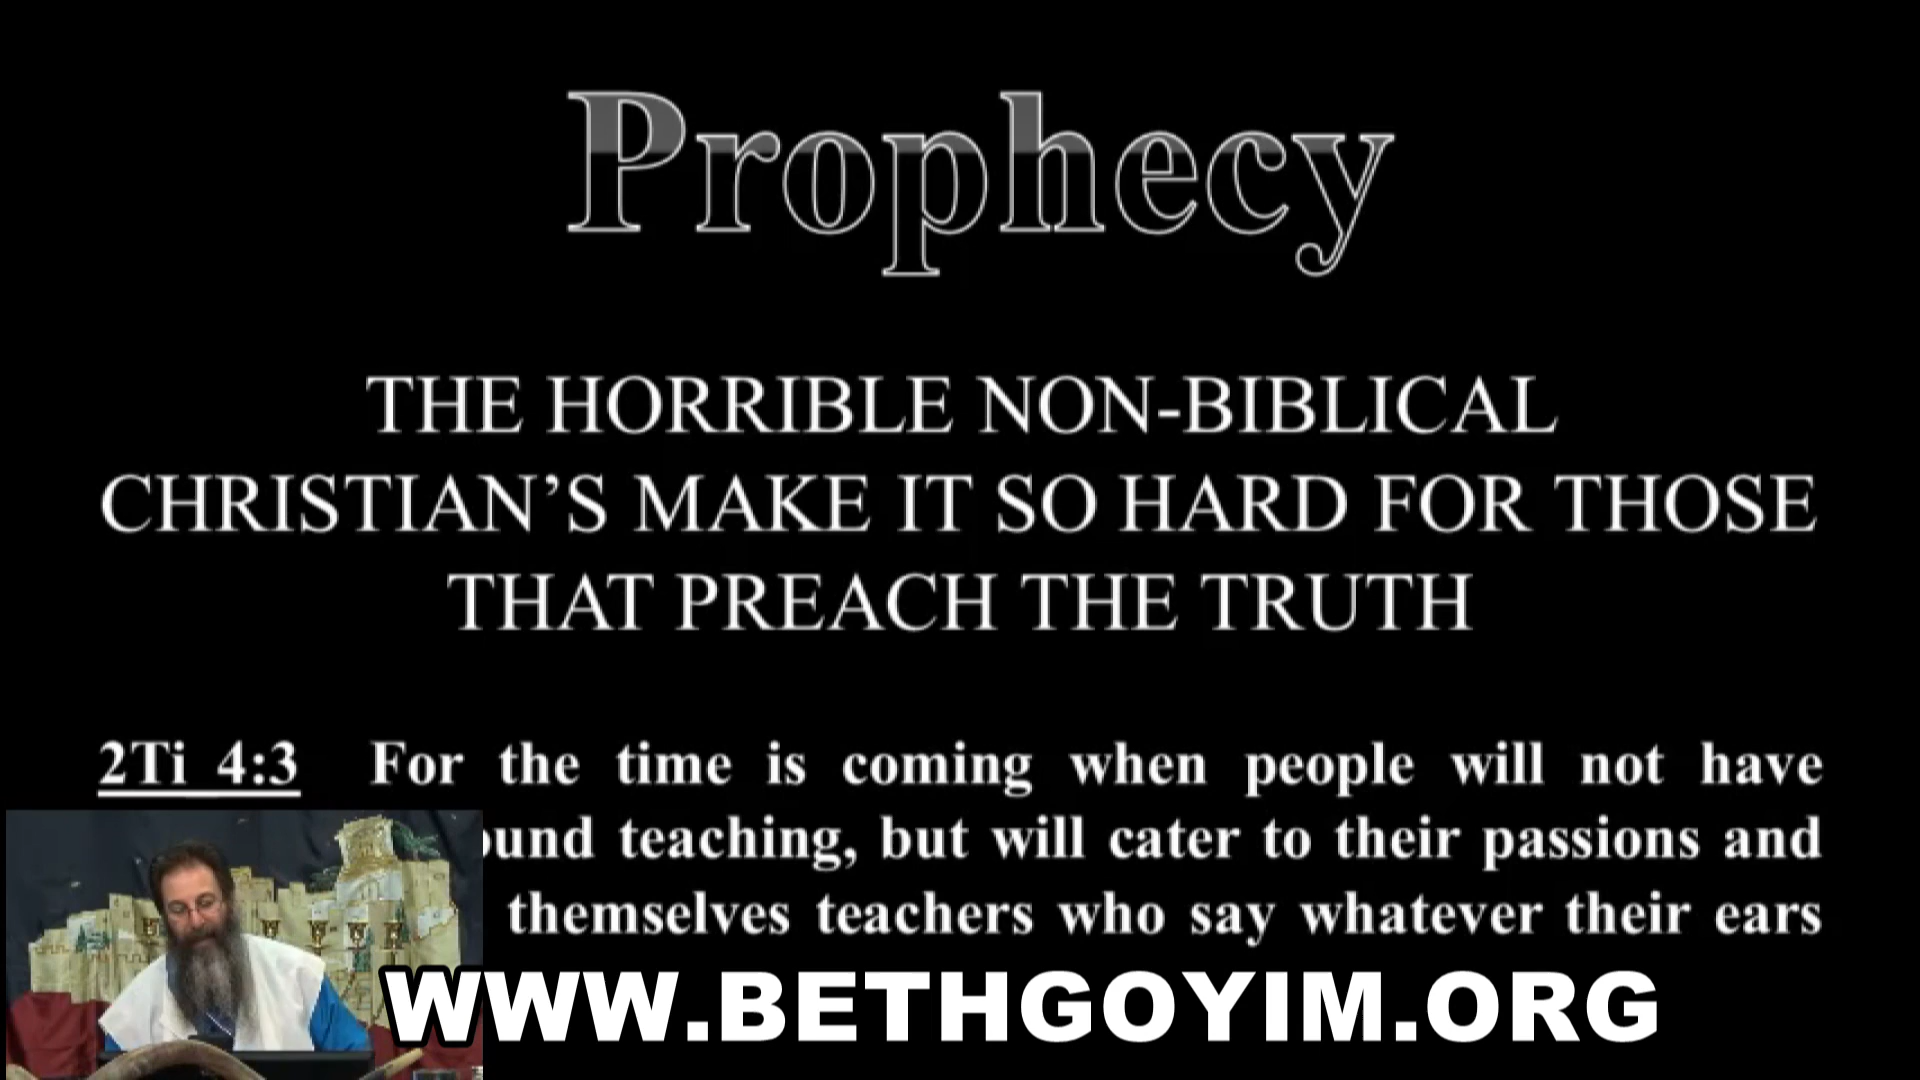 Prophecy
THE HORRIBLE NON-BIBLICAL
CHRISTIAN’S MAKE IT SO HARD FOR THOSE
THAT PREACH THE TRUTH
2Ti 4:3 For the time is coming when people will not have
teaching, but will cater to their passions and
themselves teachers who say whatever their ears
WWW.BETHGOYIM.ORG